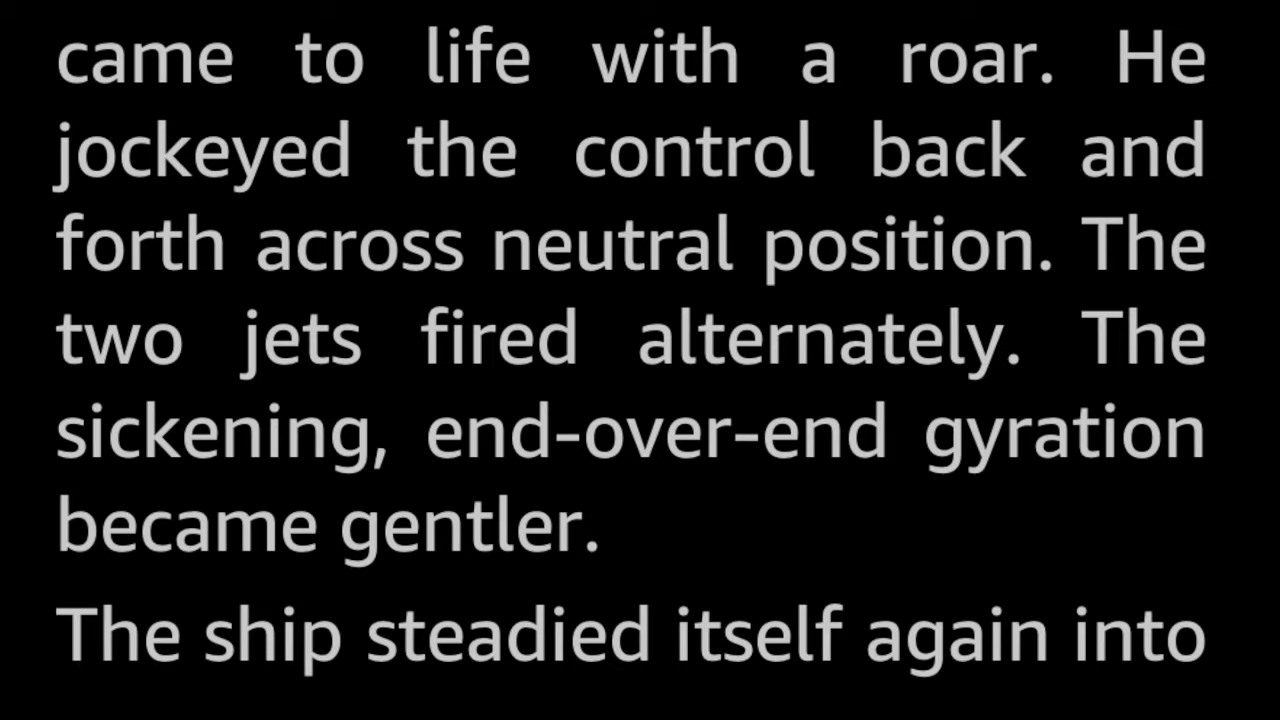 came to life with a roar. He
jockeyed the control back and
forth across neutral position. The
two jets fired alternately. The
sickening, end-over-end gyration
became gentler.
The ship steadied itself again into